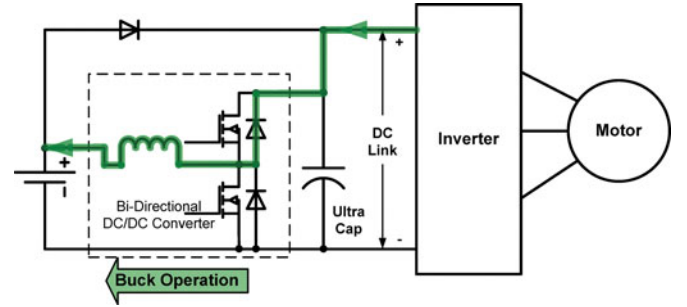 +
DC
Link
-
Inverter
Motor
+
-
Bi-Directional
DC/DC Converter
Ultra
Cap
Buck Operation